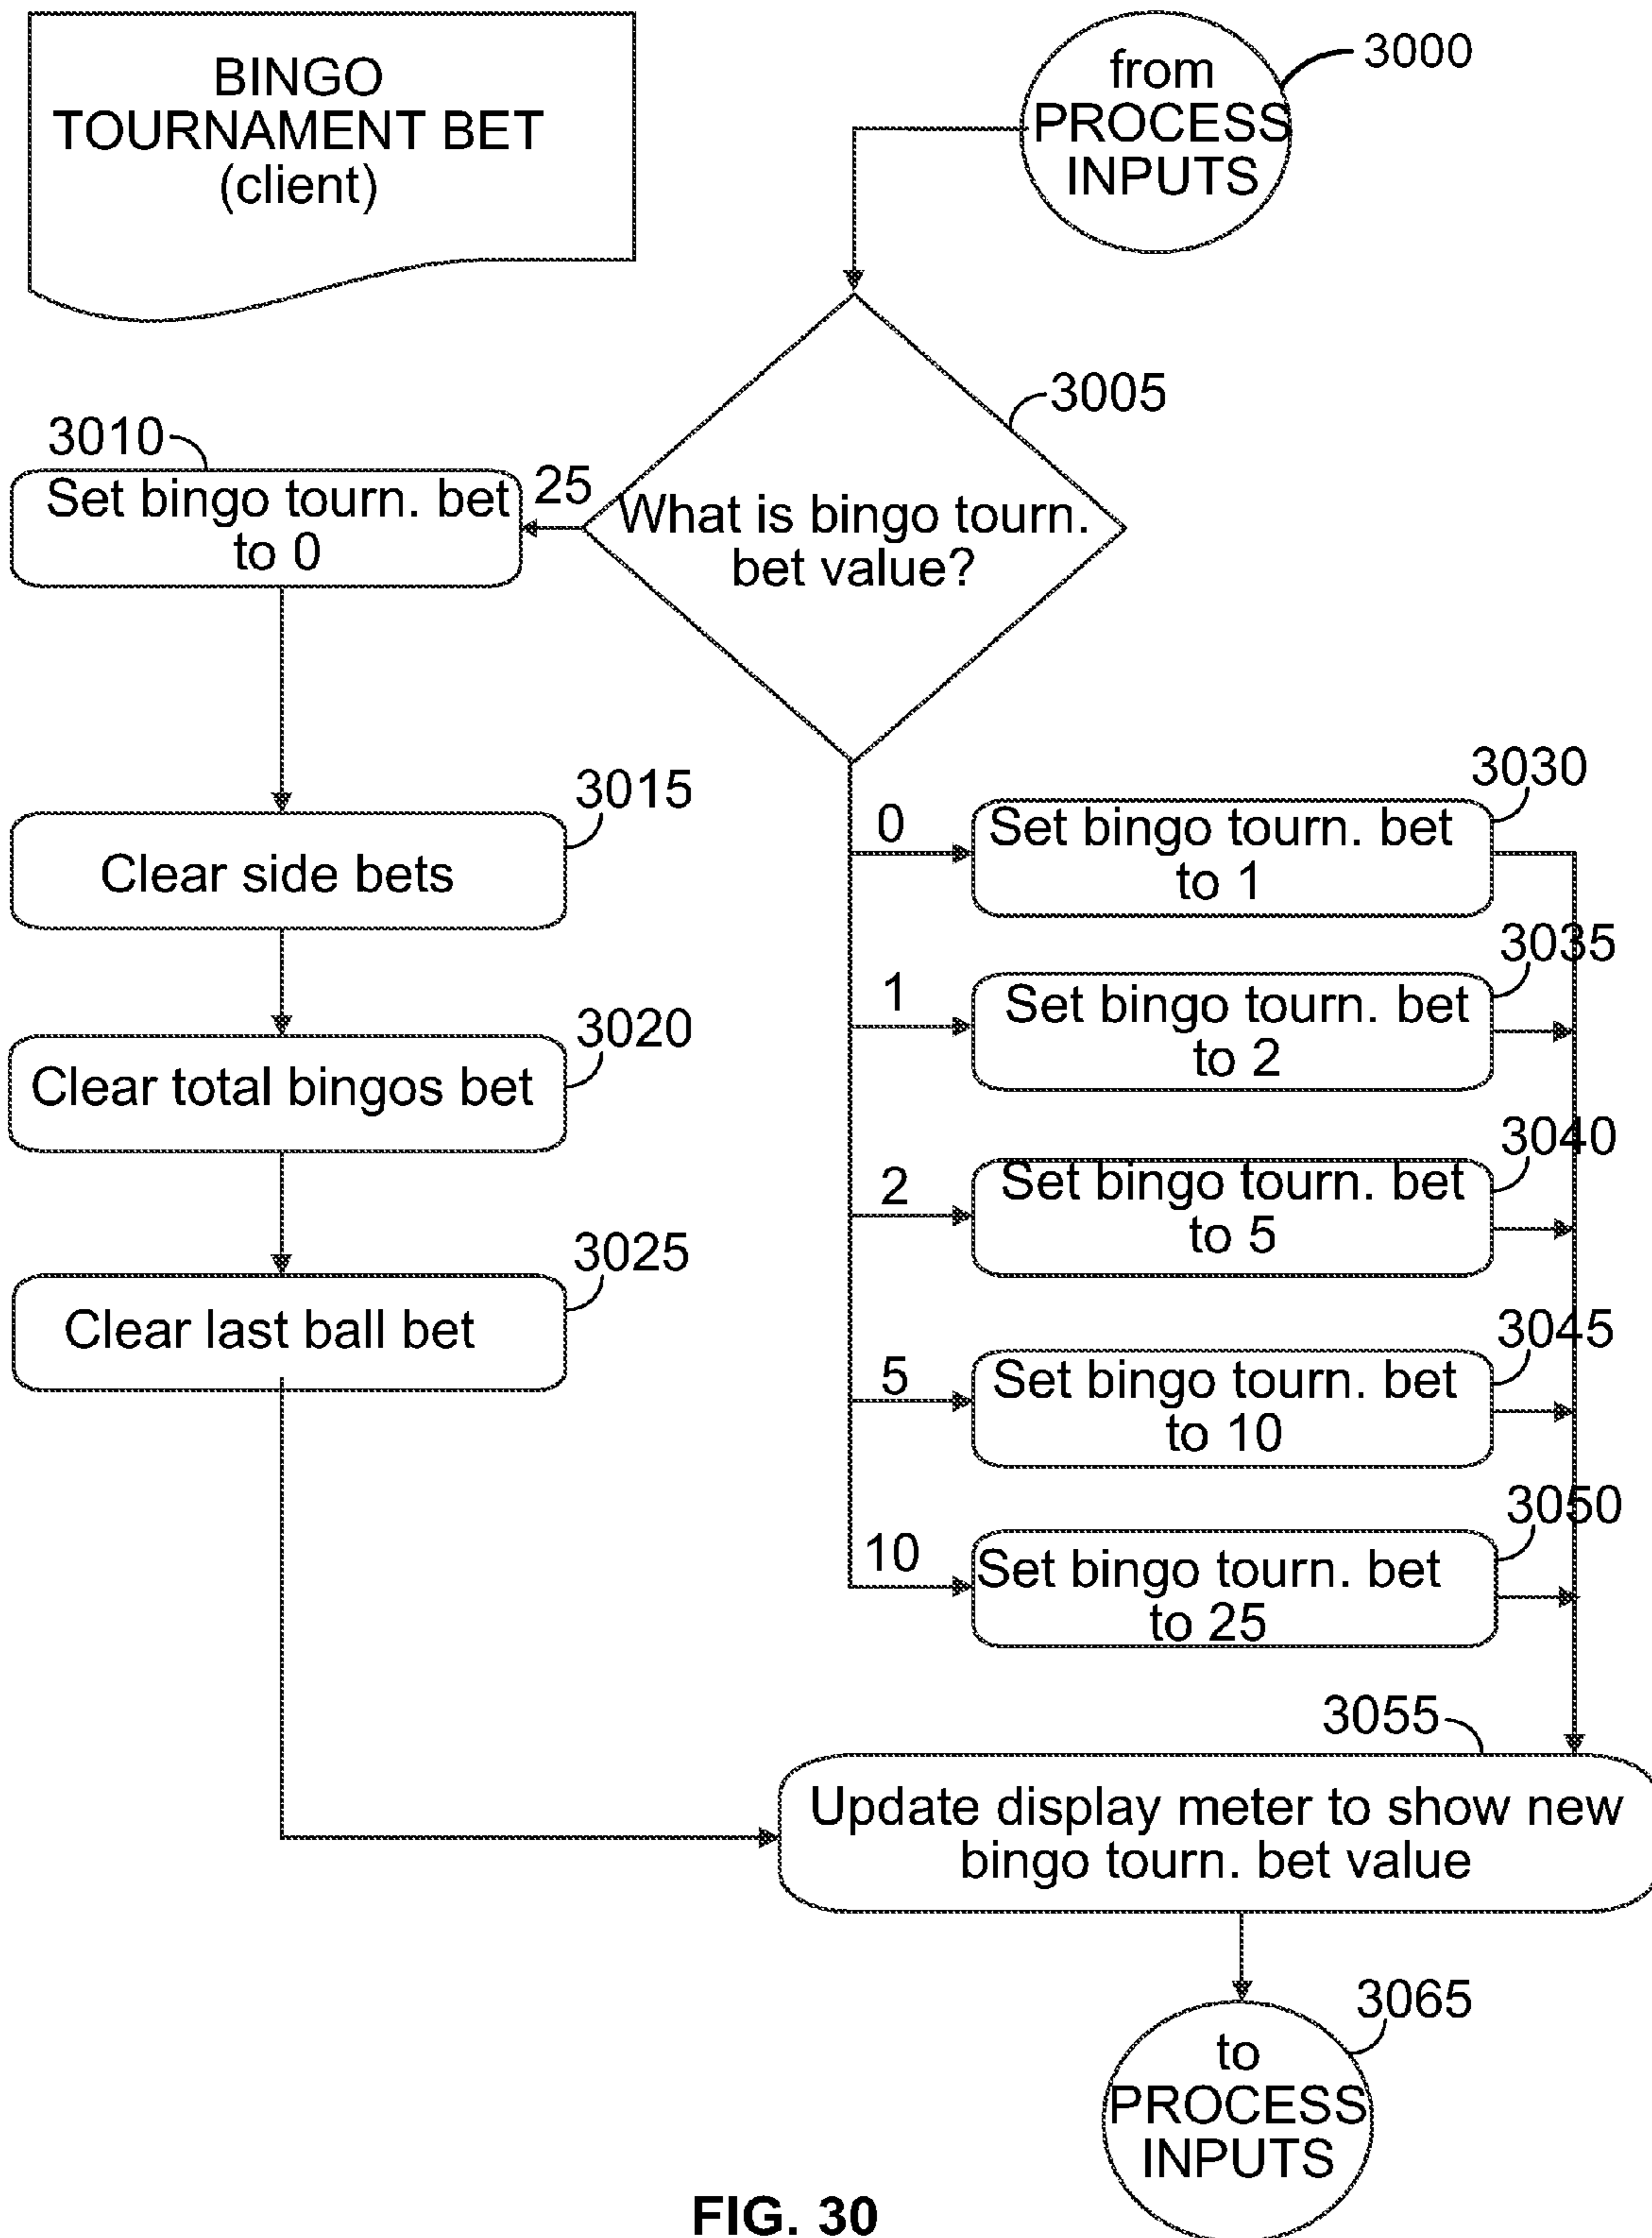 BINGO
TOURNAMENT BET
(client)
from
PROCESS
INPUTS
3000
3005
What is bingo tourn.
bet value?
25
3010
Set bingo tourn. bet
to 0
3015
Clear side bets
3020
Clear total bingos bet
3025
Clear last ball bet
0
3030
Set bingo tourn. bet
to 1
1
3035
Set bingo tourn. bet
to 2
2
3040
Set bingo tourn. bet
to 5
5
3045
Set bingo tourn. bet
to 10
10
3050
Set bingo tourn. bet
to 25
3055
Update display meter to show new
bingo tourn. bet value
3065
to
PROCESS
INPUTS
FIG. 30